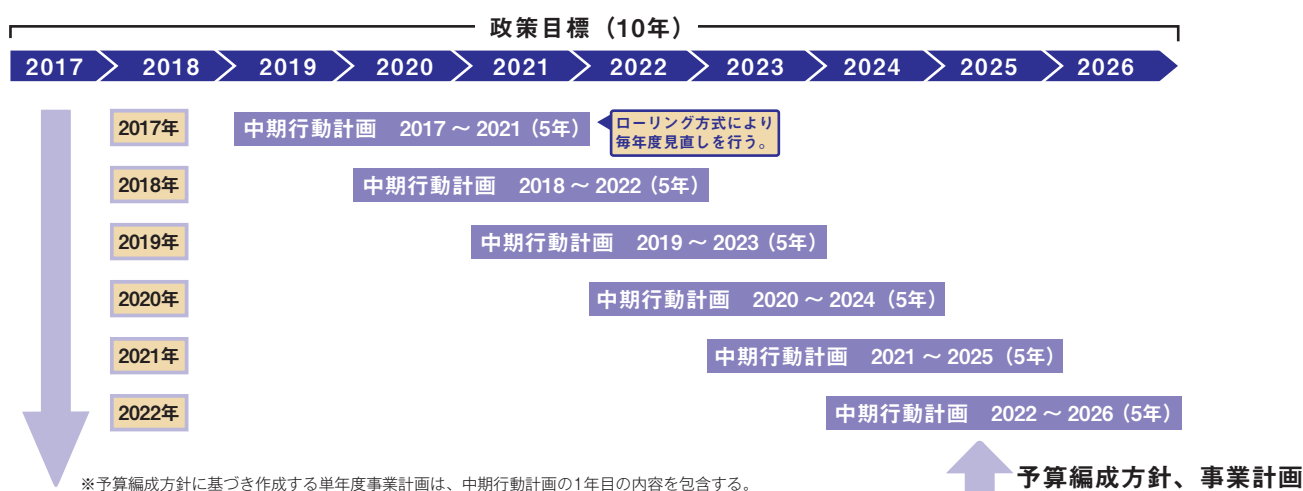 政策目標（10年）
2017 2018 2019 2020 2021 2022 2023 2024 2025 2026
2017年 中期行動計画 2017～2021（5年）
ローリング方式により
毎年度見直しを行う。
2018年 中期行動計画 2018～2022（5年）
2019年 中期行動計画 2019～2023（5年）
2020年 中期行動計画 2020～2024（5年）
2021年 中期行動計画 2021～2025（5年）
2022年 中期行動計画 2022～2026（5年）
予算編成方針、事業計画
※予算編成方針に基づき作成する単年度事業計画は、中期行動計画の1年目の内容を包含する。